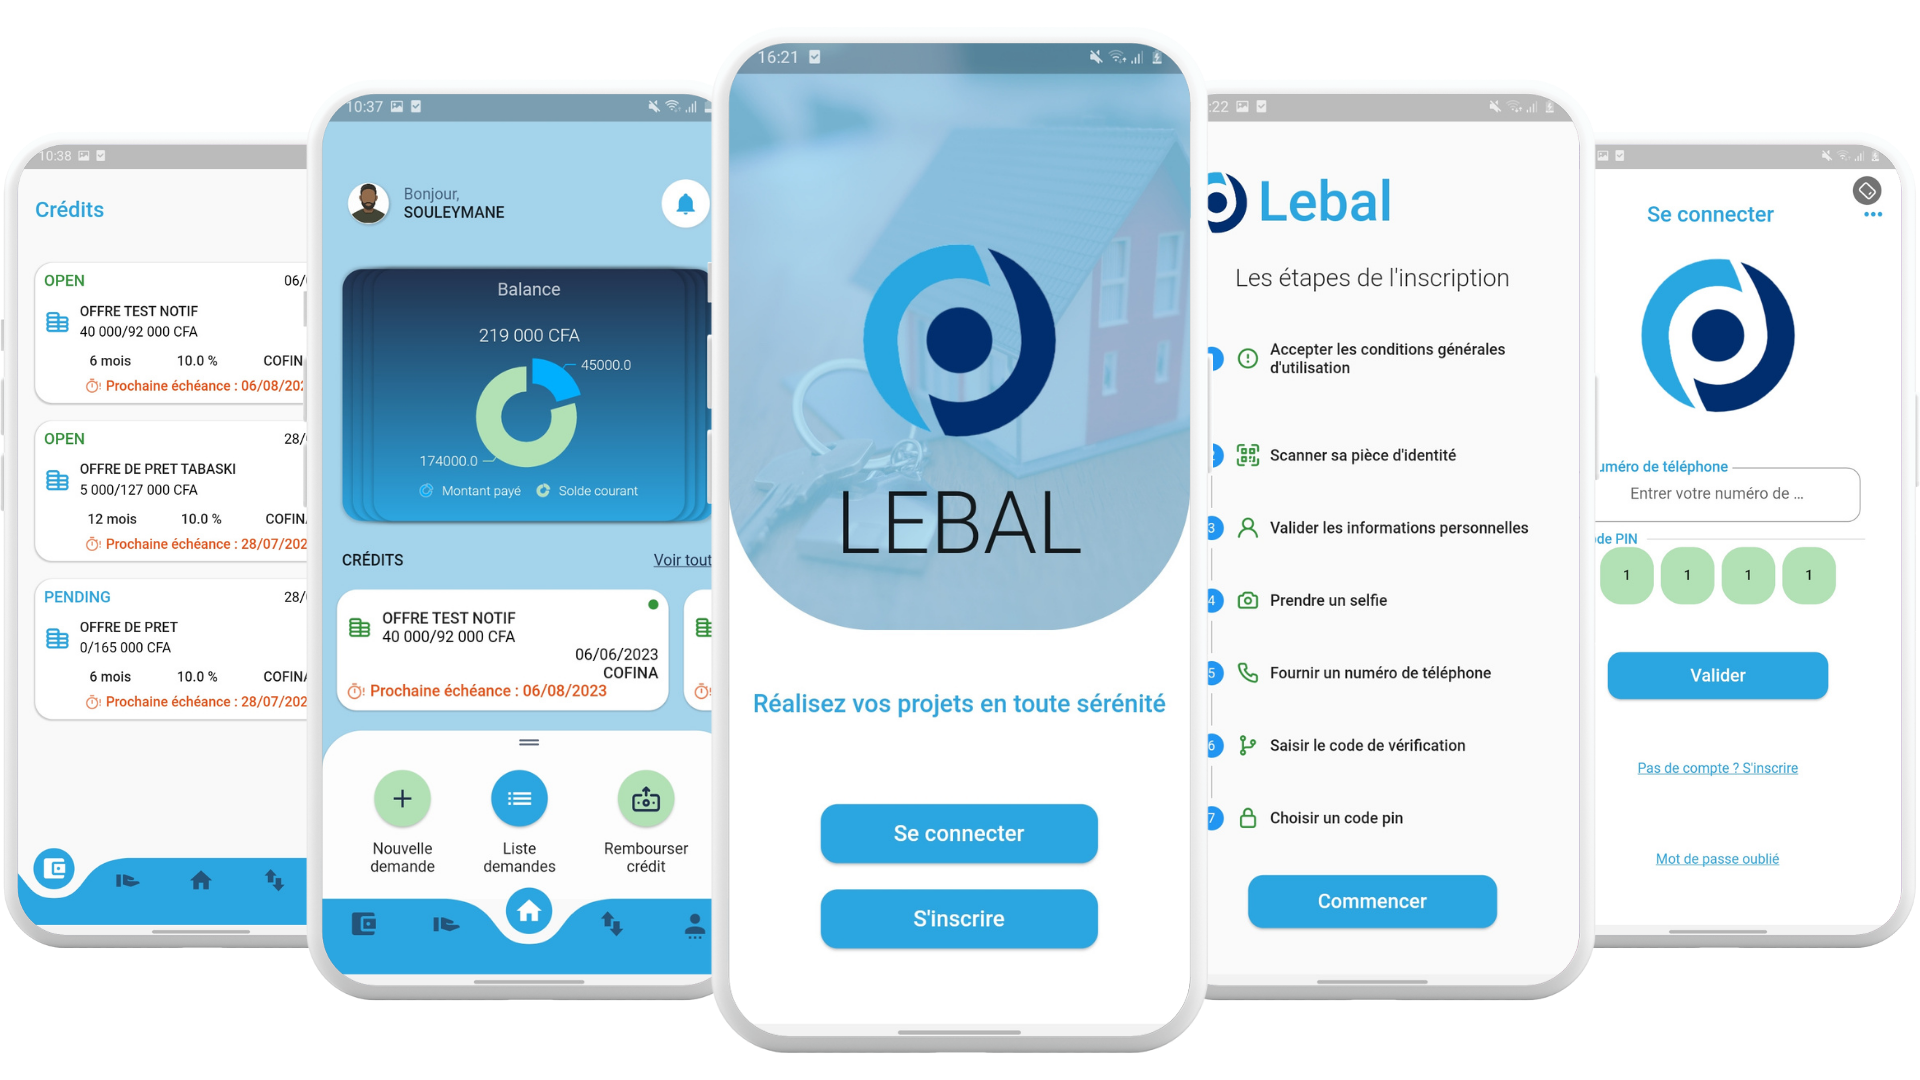 10:38
Crédits
OPEN
06/
OFFRE TEST NOTIF
40 000/92 000 CFA
6 mois 10.0 % COFIN
Prochaine échéance : 06/08/202
OPEN
28/
OFFRE DE PRET TABASKI
5 000/127 000 CFA
12 mois 10.0 % COFIN
Prochaine échéance : 28/07/202
PENDING
28/
OFFRE DE PRET
0/165 000 CFA
6 mois 10.0 % COFIN
Prochaine échéance : 28/07/202
10:37
Bonjour,
SOULEYMANE
Balance
219 000 CFA
45000.0
174000.0
Montant payé Solde courant
CRÉDITS
Voir tout
OFFRE TEST NOTIF
40 000/92 000 CFA
06/06/2023
COFINA
Prochaine échéance : 06/08/2023
Nouvelle
demande
Liste
demandes
Rembourser
crédit
16:21
LEBAL
Réalisez vos projets en toute sérénité
Se connecter
S'inscrire
:22
Lebal
Les étapes de l'inscription
Accepter les conditions générales
d'utilisation
Scanner sa pièce d'identité
3 Valider les informations personnelles
4 Prendre un selfie
5 Fournir un numéro de téléphone
6 Saisir le code de vérification
7 Choisir un code pin
Commencer
Se connecter
uméro de téléphone
Entrer votre numéro de ...
de PIN
1 1 1 1
Valider
Pas de compte ? S'inscrire
Mot de passe oublié